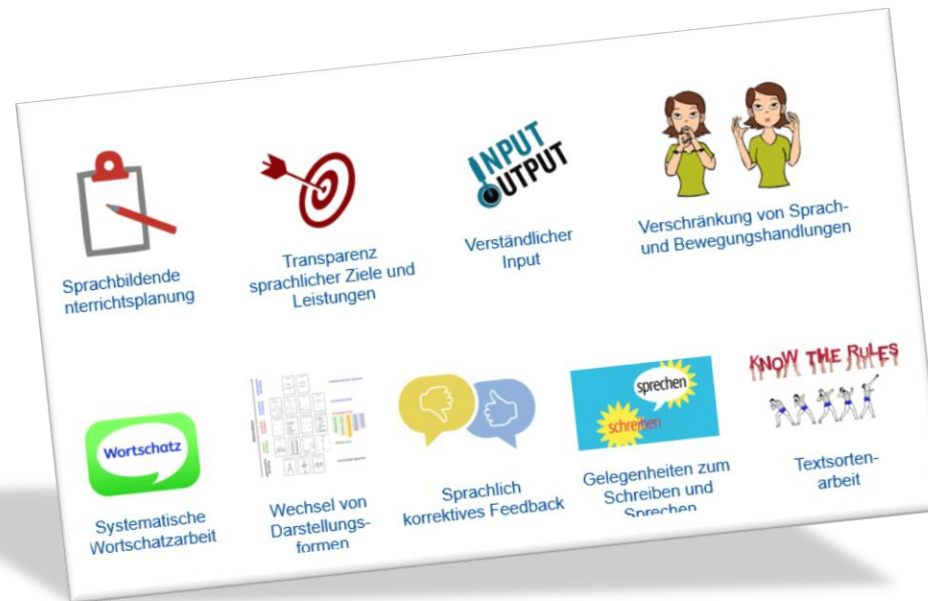 INPUT
OUTPUT
Sprachbildende
nterrichtsplanung
Transparenz
sprachlicher Ziele und
Leistungen
Verständlicher
Input
Verschränkung von Sprach-
und Bewegungshandlungen
Wortschatz
sprechen
schreiben
KNOW THE RULES
Systematische
Wortschatzarbeit
Wechsel von
Darstellungs-
formen
Sprachlich
korrektives Feedback
Gelegenheiten zum
Schreiben und
Sprechen
Textsorten-
arbeit